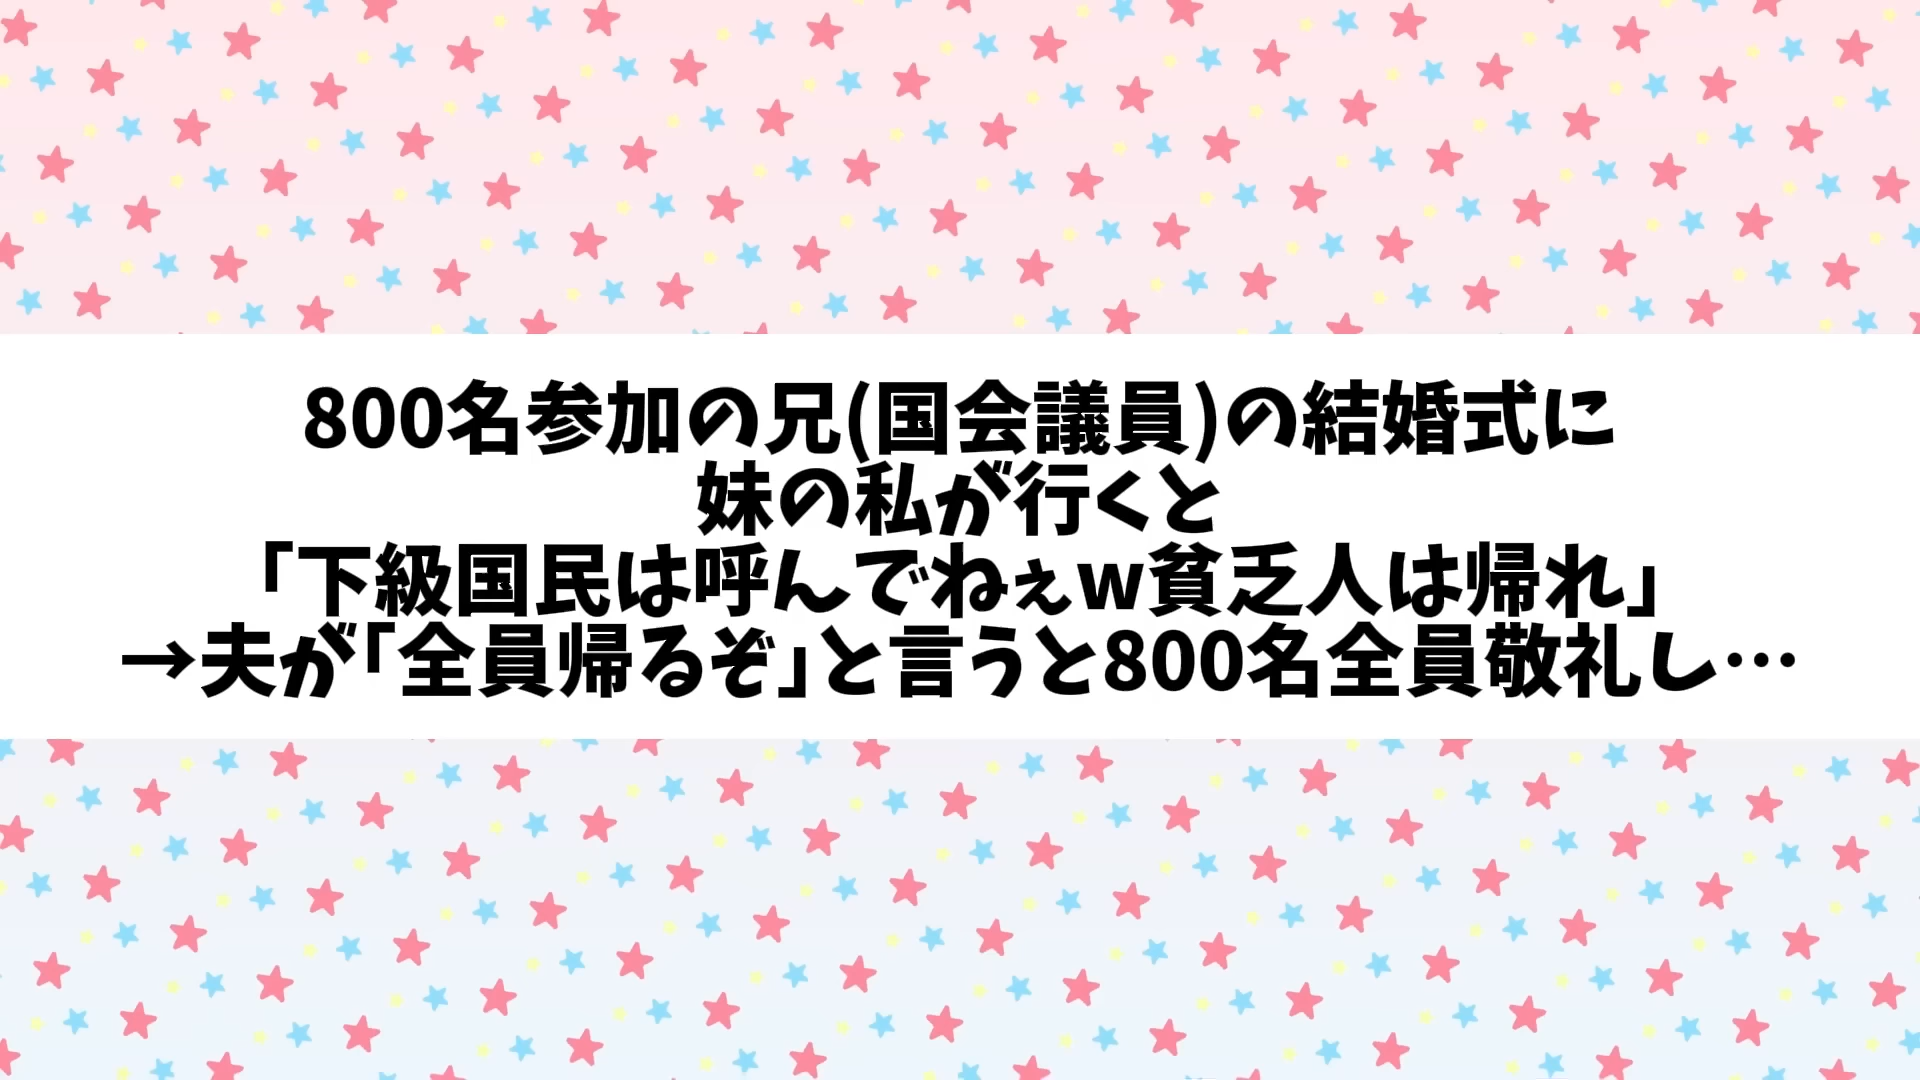 800名参加の兄(国会議員)の結婚式に
妹の私が行くと
「下級国民は呼んでねぇw貧乏人は帰れ」
→夫が「全員帰るぞ」と言うと800名全員敬礼し…